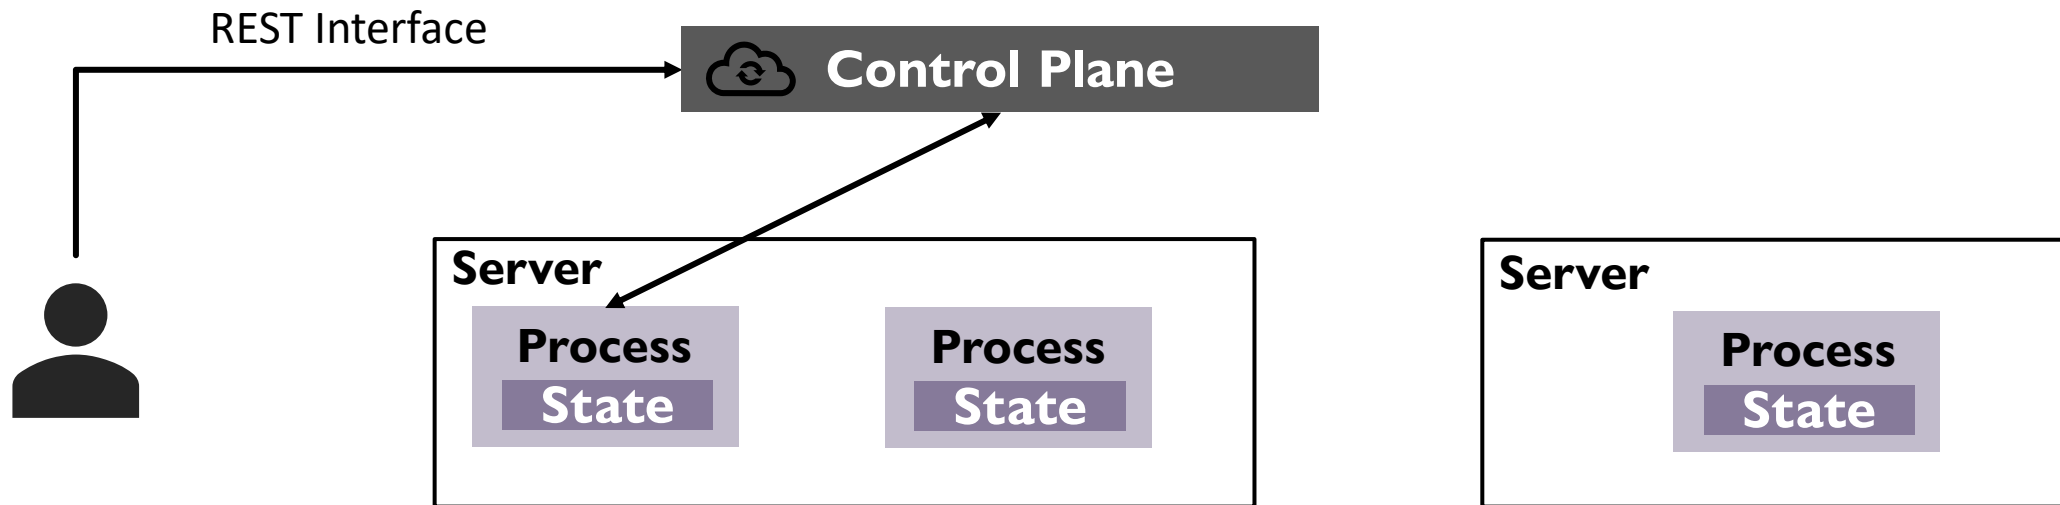 REST Interface
Control Plane
Server
Process
State
Process
State
Server
Process
State